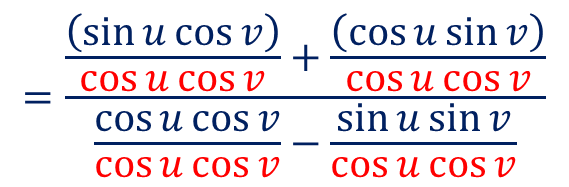 (sin u cos v) (cos u sin v)
+
cos u cos v cos u cos v
=
cos u cos v sin u sin v
−
cos u cos v cos u cos v